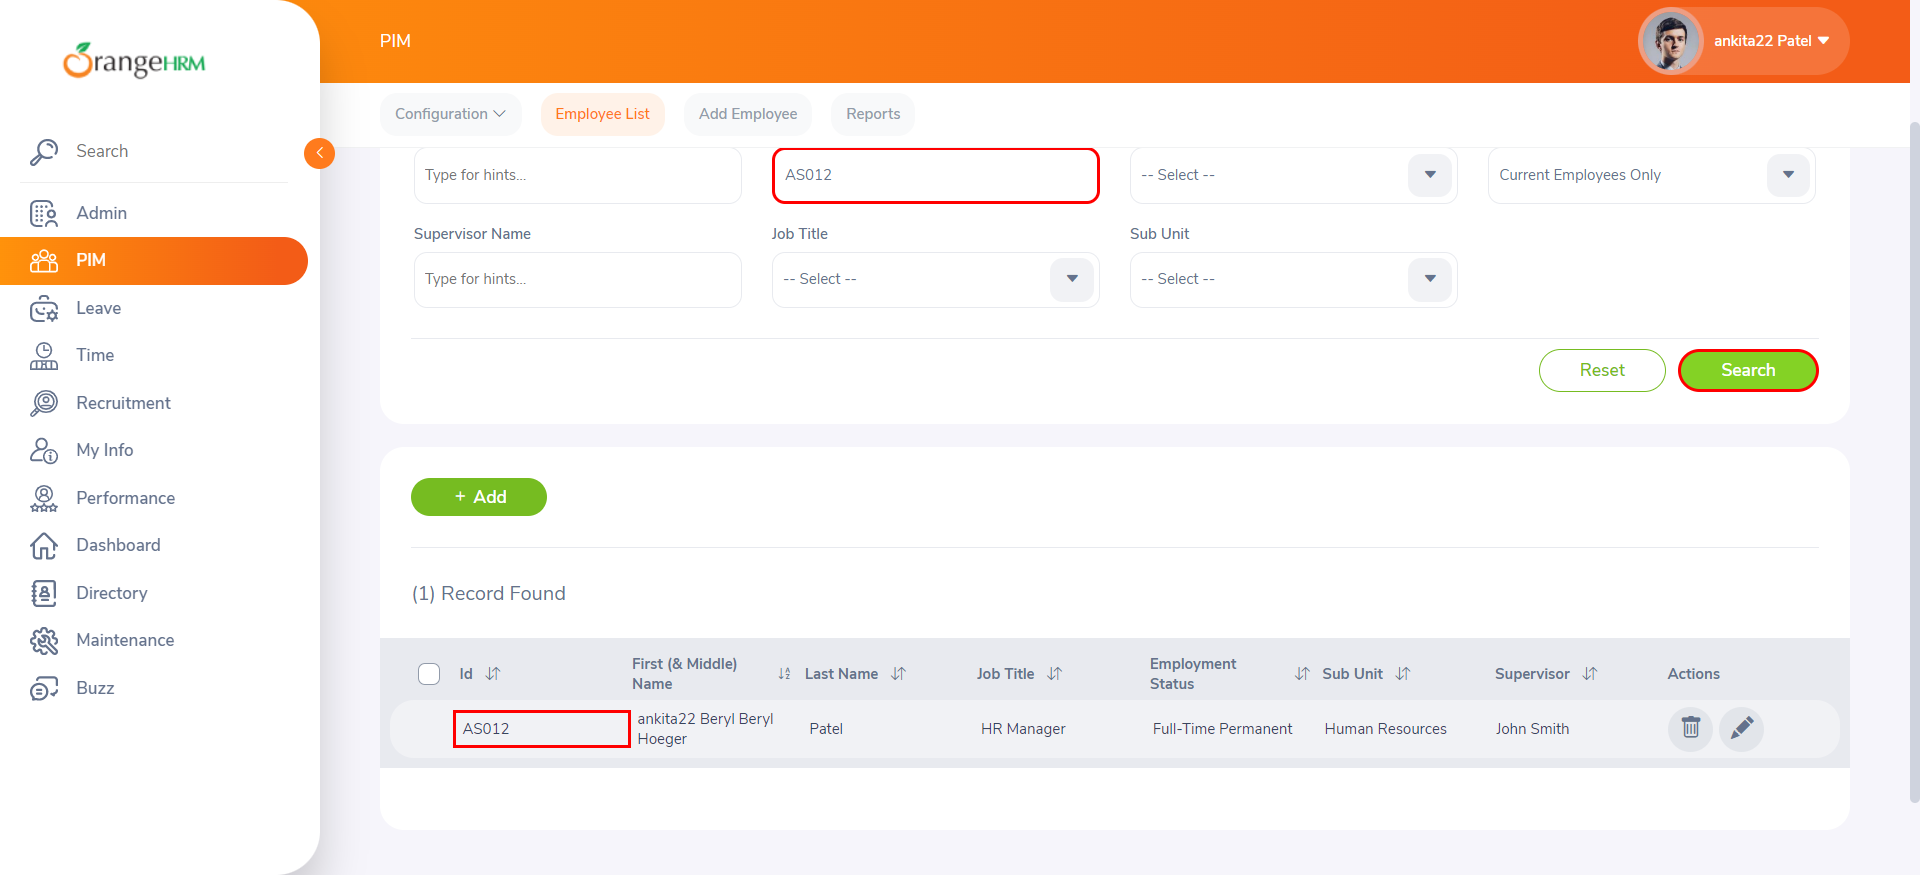 OrangeHRM
PIM
ankita22 Patel
Search
Admin
PIM
Leave
Time
Recruitment
My Info
Performance
Dashboard
Directory
Maintenance
Buzz
Configuration
Employee List
Add Employee
Reports
Type for hints...
AS012
-- Select --
Current Employees Only
Supervisor Name
Job Title
Sub Unit
Type for hints...
-- Select --
-- Select --
Reset
Search
+ Add
(1) Record Found
Id
First (& Middle)
Name
Last Name
Job Title
Employment
Status
Sub Unit
Supervisor
Actions
AS012
ankita22 Beryl Beryl
Hoeger
Patel
HR Manager
Full-Time Permanent
Human Resources
John Smith